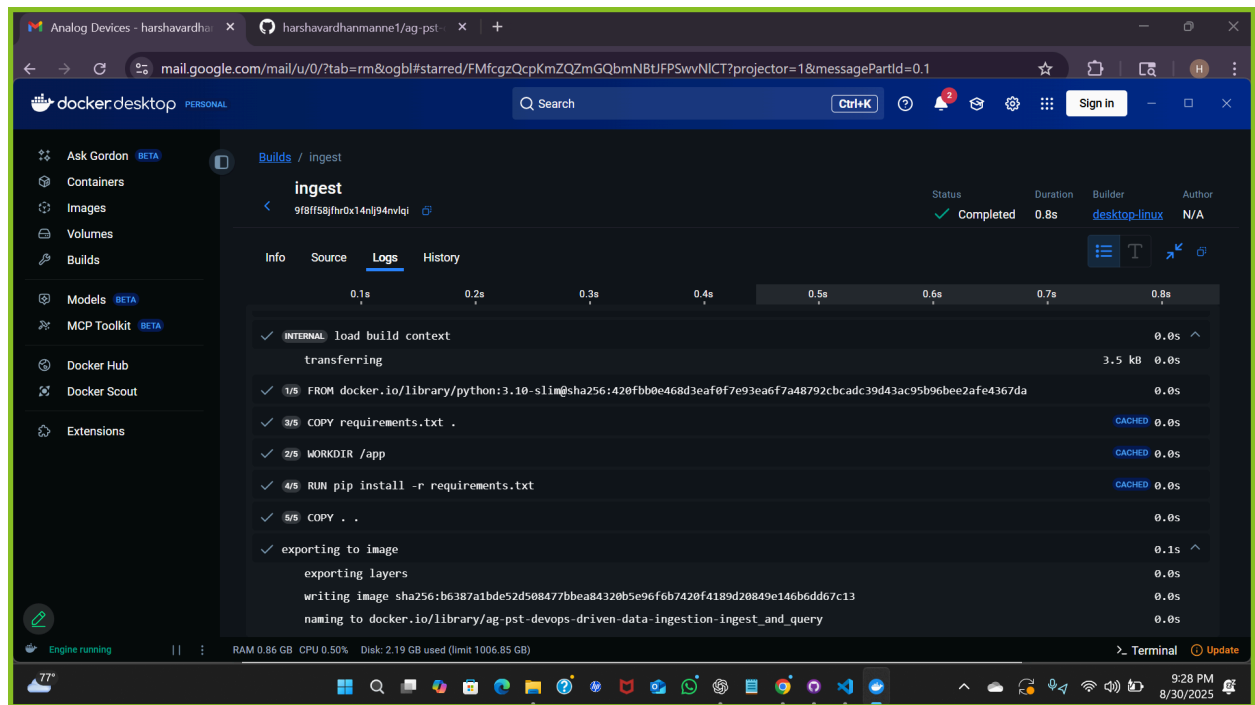 Analog Devices - harshavardha
harshavardhanmanne1/ag-pst-
mail.google.com/mail/u/0/?tab=rm&ogbl#starred/FMfcgzQcpKmZQZmGQbmNBtJFPSwvNlCT?projector=1&messagePartId=0.1
H
docker.desktop PERSONAL
Search
Ctrl+K
2
Sign in
Ask Gordon BETA
Containers
Images
Volumes
Builds
Models BETA
MCP Toolkit BETA
Docker Hub
Docker Scout
Extensions
Builds / ingest
ingest
9f8ff58jfhr0x14nlj94nvlqi
Status Duration Builder Author
Completed 0.8s desktop-linux N/A
Info Source Logs History
0.1s 0.2s 0.3s 0.4s 0.5s 0.6s 0.7s 0.8s
INTERNAL load build context 0.0s
transferring 3.5 kB 0.0s
1/5 FROM docker.io/library/python:3.10-slim@sha256:420fbb0e468d3eaf0f7e93ea6f7a48792cbcadc39d43ac95b96bee2afe4367da 0.0s
3/5 COPY requirements.txt . CACHED 0.0s
2/5 WORKDIR /app CACHED 0.0s
4/5 RUN pip install -r requirements.txt CACHED 0.0s
5/5 COPY . . 0.0s
exporting to image 0.1s
exporting layers 0.0s
writing image sha256:b6387a1bde52d508477bbea84320b5e96f6b7420f4189d20849e146b6dd67c13 0.0s
naming to docker.io/library/ag-pst-devops-driven-data-ingestion-ingest_and_query 0.0s
Engine running
RAM 0.86 GB CPU 0.50% Disk: 2.19 GB used (limit 1006.85 GB)
>_ Terminal
Update
77°
9:28 PM
8/30/2025